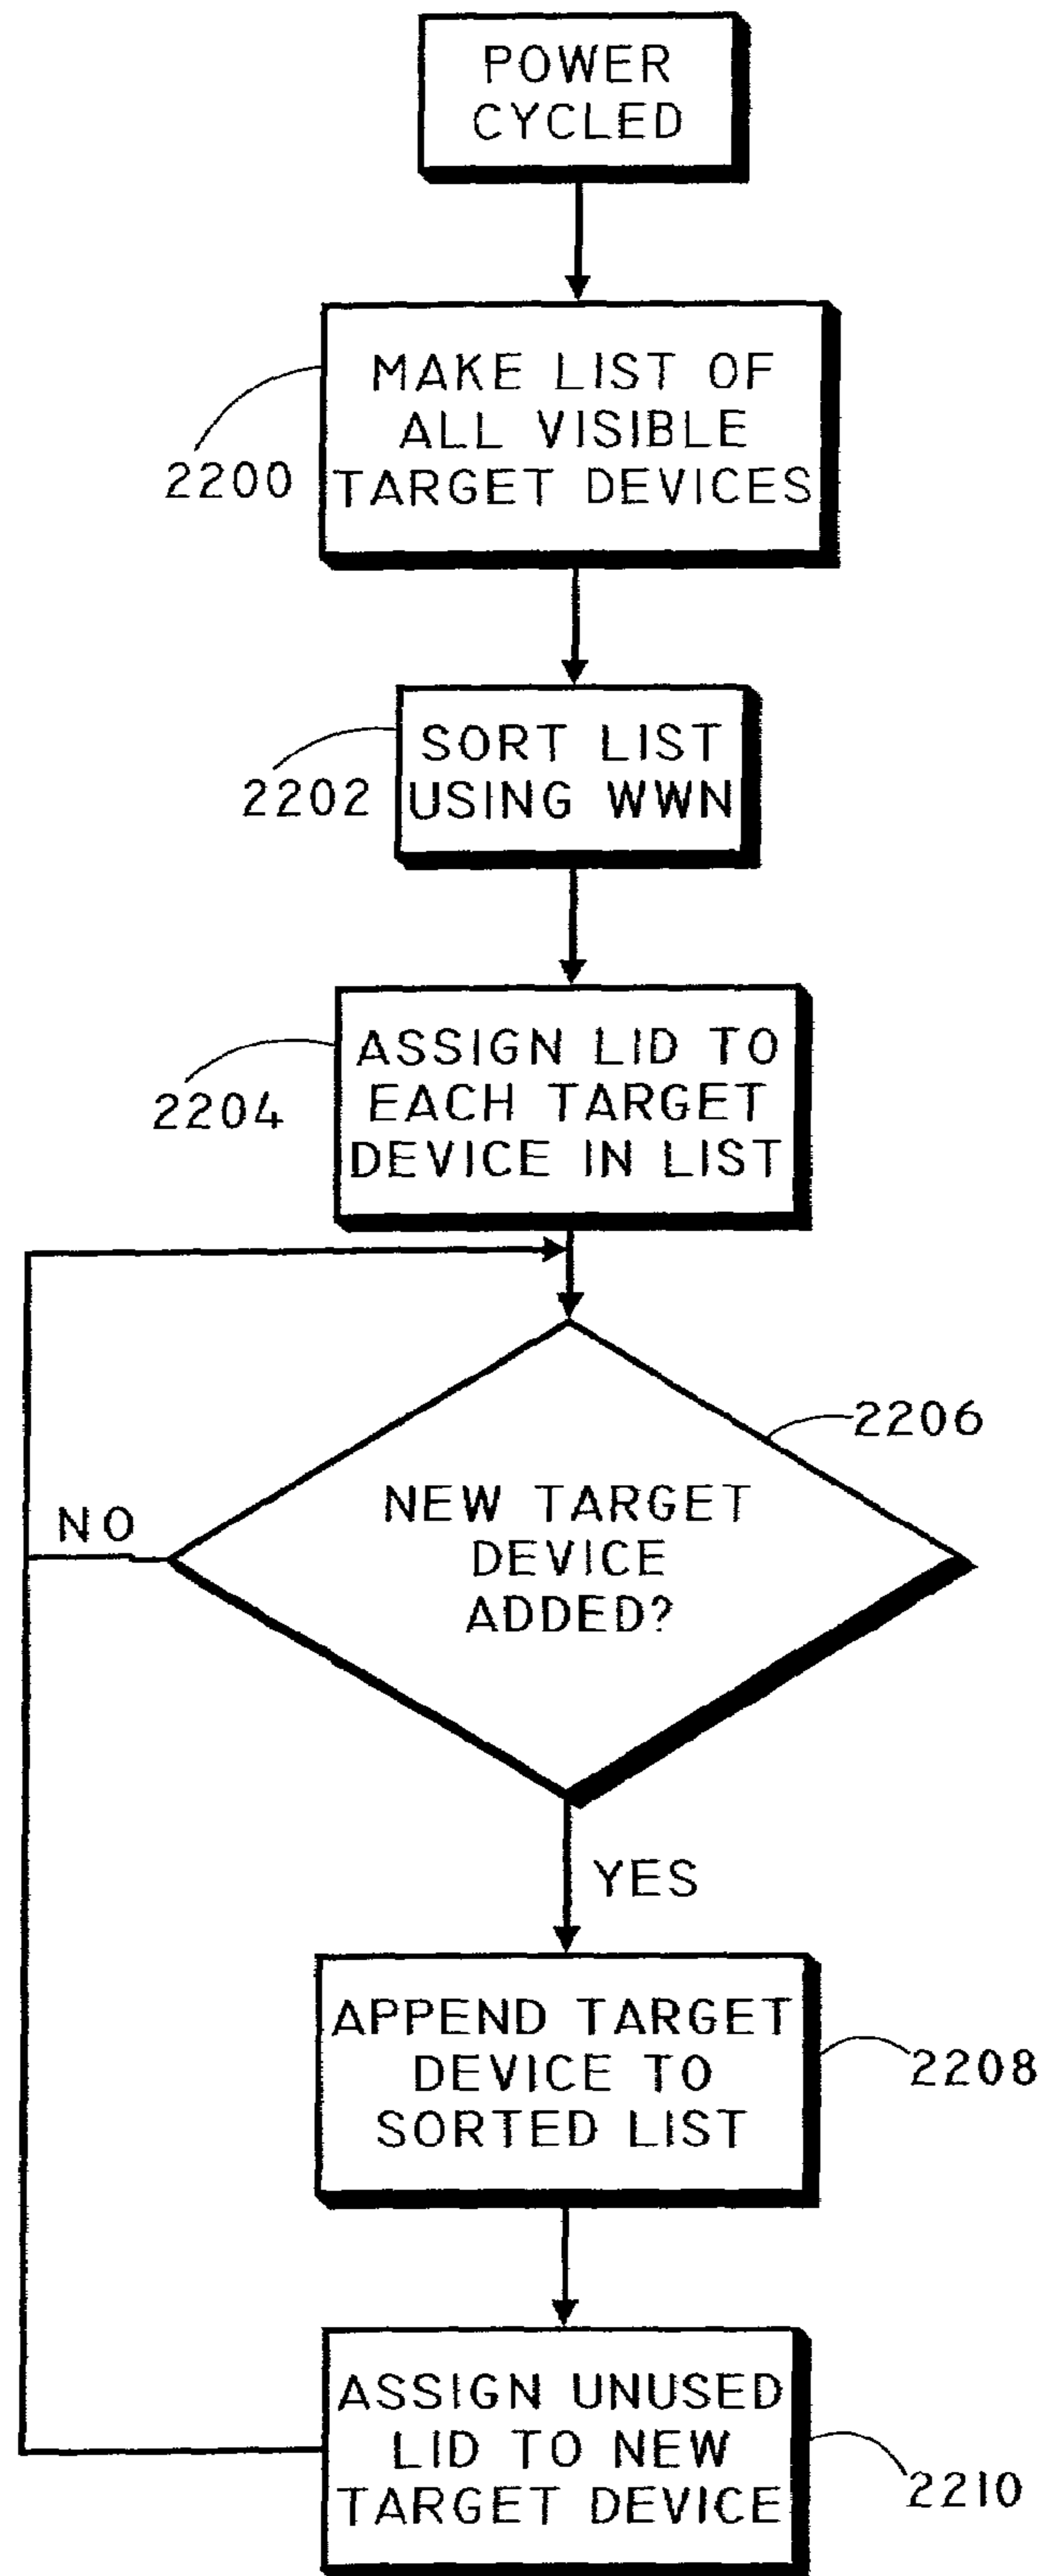 POWER
CYCLED
MAKE LIST OF
ALL VISIBLE
TARGET DEVICES
2200
SORT LIST
USING WWN
2202
ASSIGN LID TO
EACH TARGET
DEVICE IN LIST
2204
2206
NEW TARGET
DEVICE
ADDED?
NO
YES
APPEND TARGET
DEVICE TO
SORTED LIST
2208
ASSIGN UNUSED
LID TO NEW
TARGET DEVICE
2210